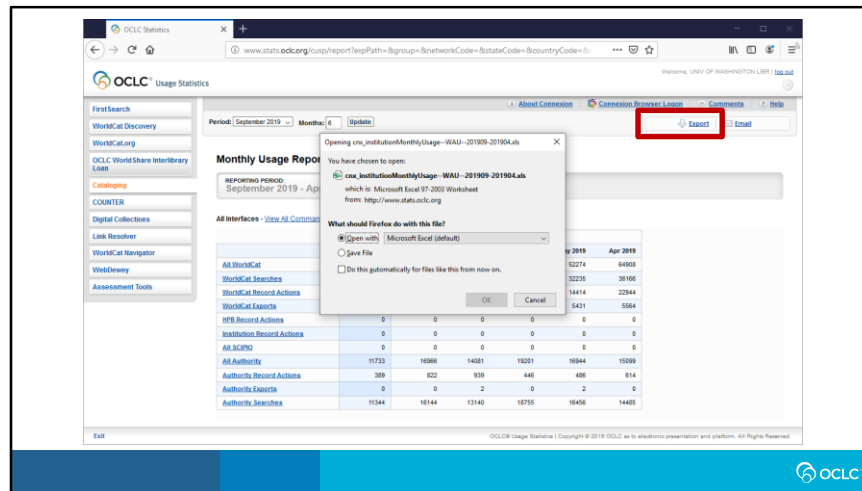 OCLC Statistics
www.stats.oclc.org/cusp/report?expPath=&group=&networkCode=&stateCode=&countryCode=&
Welcome, UNIV OF WASHINGTON LIBR | log out
OCLC® Usage Statistics
About Connexion Connexion Browser Logon Comments Help
FirstSearch
WorldCat Discovery
WorldCat.org
OCLC WorldShare Interlibrary
Loan
Cataloging
COUNTER
Digital Collections
Link Resolver
WorldCat Navigator
WebDewey
Assessment Tools
Period: September 2019 Months: 6 Update
Export Email
Monthly Usage Repor
REPORTING PERIOD:
September 2019 - Ap
All Interfaces - View All Comman
Opening cnx_institutionMonthlyUsage--WAU--201909-201904.xls
You have chosen to open:
cnx_institutionMonthlyUsage--WAU--201909-201904.xls
which is: Microsoft Excel 97-2003 Worksheet
from: http://www.stats.oclc.org
What should Firefox do with this file?
Open with Microsoft Excel (default)
Save File
Do this automatically for files like this from now on.
OK Cancel
y 2019 Apr 2019
All WorldCat 52274 64908
WorldCat Searches 32235 36166
WorldCat Record Actions 14414 22944
WorldCat Exports 5431 5564
HPB Record Actions 0 0 0 0 0 0
Institution Record Actions 0 0 0 0 0 0
All SCIPIO 0 0 0 0 0 0
All Authority 11733 16966 14081 19201 16944 15099
Authority Record Actions 389 822 939 446 486 614
Authority Exports 0 0 2 0 2 0
Authority Searches 11344 16144 13140 18755 16456 14485
Exit
OCLC® Usage Statistics | Copyright © 2019 OCLC as to electronic presentation and platform. All Rights Reserved.
OCLC